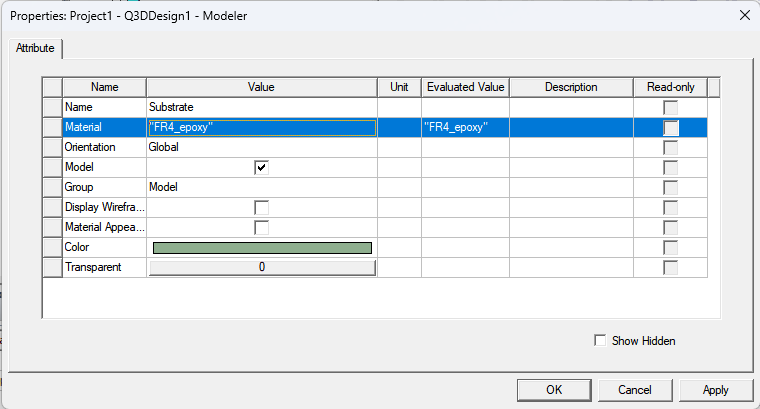 Properties: Project1 - Q3DDesign1 - Modeler
Attribute
Name Value Unit Evaluated Value Description Read-only
Name Substrate
Material "FR4_epoxy" "FR4_epoxy"
Orientation Global
Model
Group Model
Display Wirefra...
Material Appea...
Color
Transparent 0
Show Hidden
OK Cancel Apply